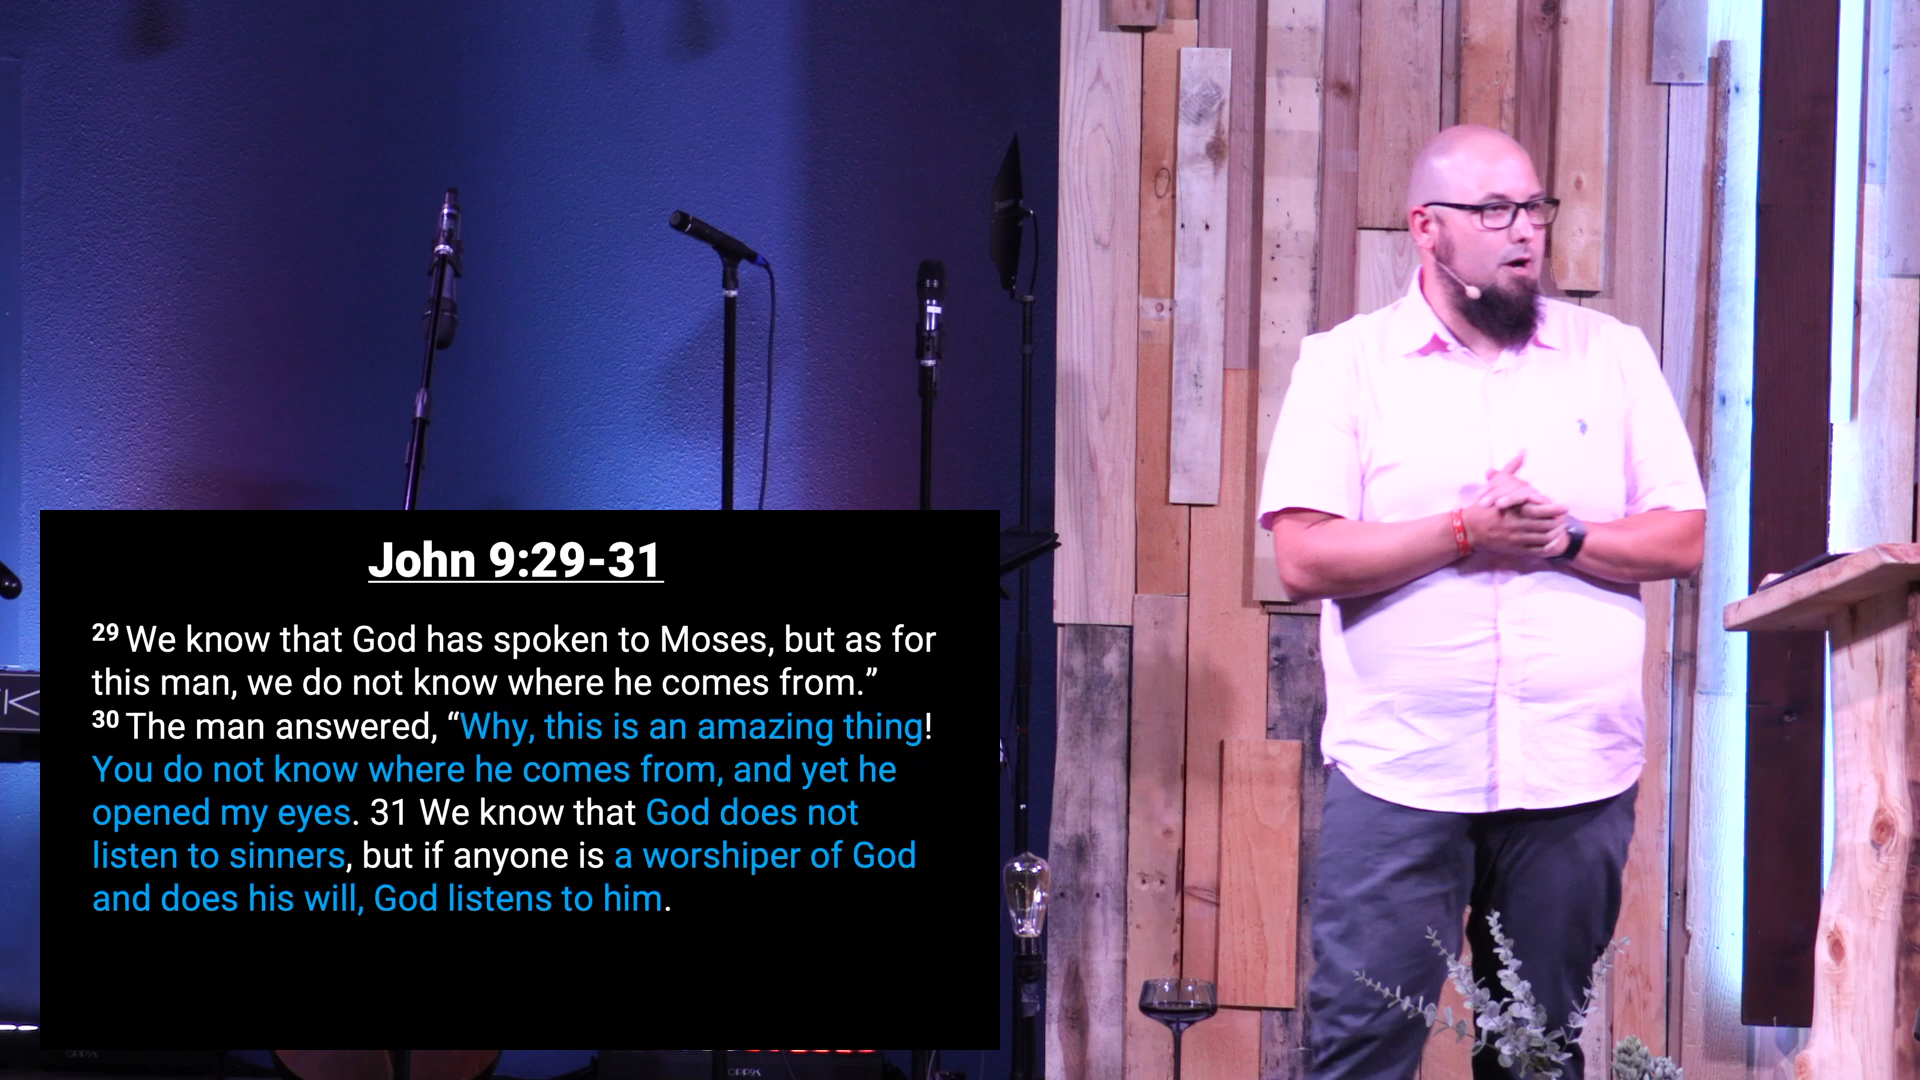 John 9:29-31
29 We know that God has spoken to Moses, but as for
this man, we do not know where he comes from.”
30 The man answered, “Why, this is an amazing thing!
You do not know where he comes from, and yet he
opened my eyes. 31 We know that God does not
listen to sinners, but if anyone is a worshiper of God
and does his will, God listens to him.